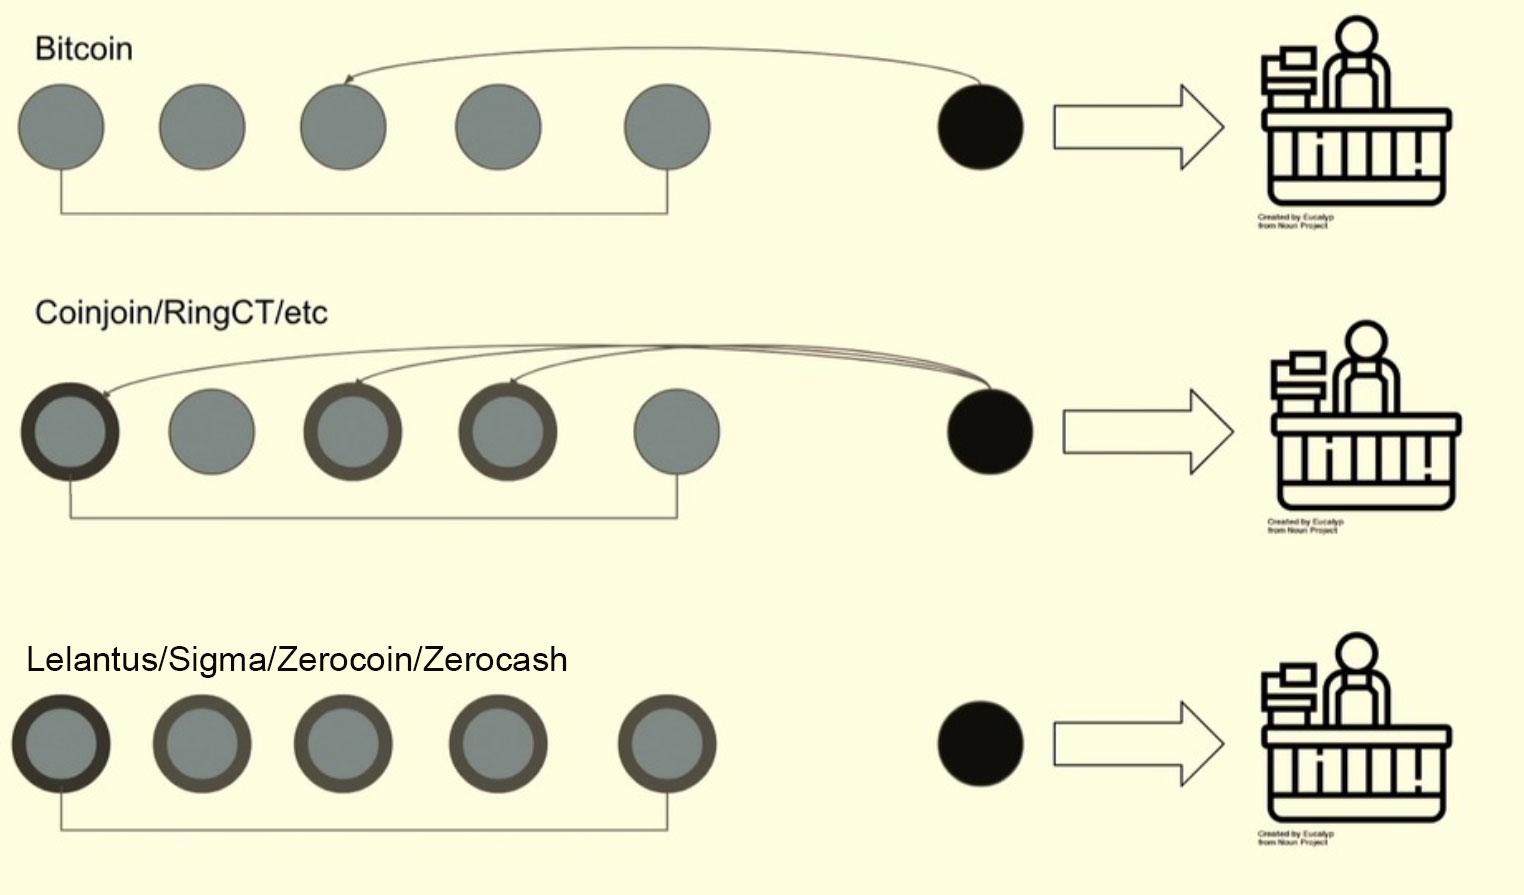 Bitcoin
Created by Eucalyp
from Noun Project
Coinjoin/RingCT/etc
Created by Eucalyp
from Noun Project
Lelantus/Sigma/Zerocoin/Zerocash
Created by Eucalyp
from Noun Project